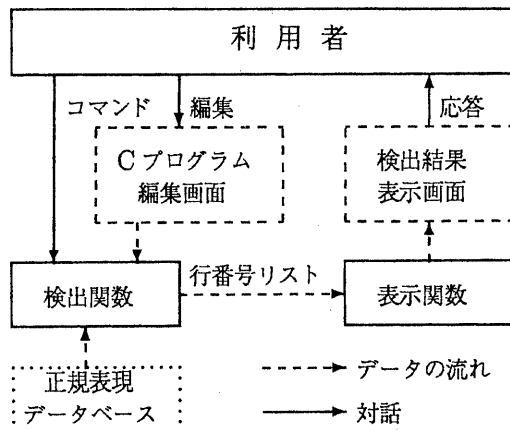 利用者
コマンド
編集
応答
Cプログラム
編集画面
検出結果
表示画面
検出関数
行番号リスト
表示関数
正規表現
データベース
データの流れ
対話